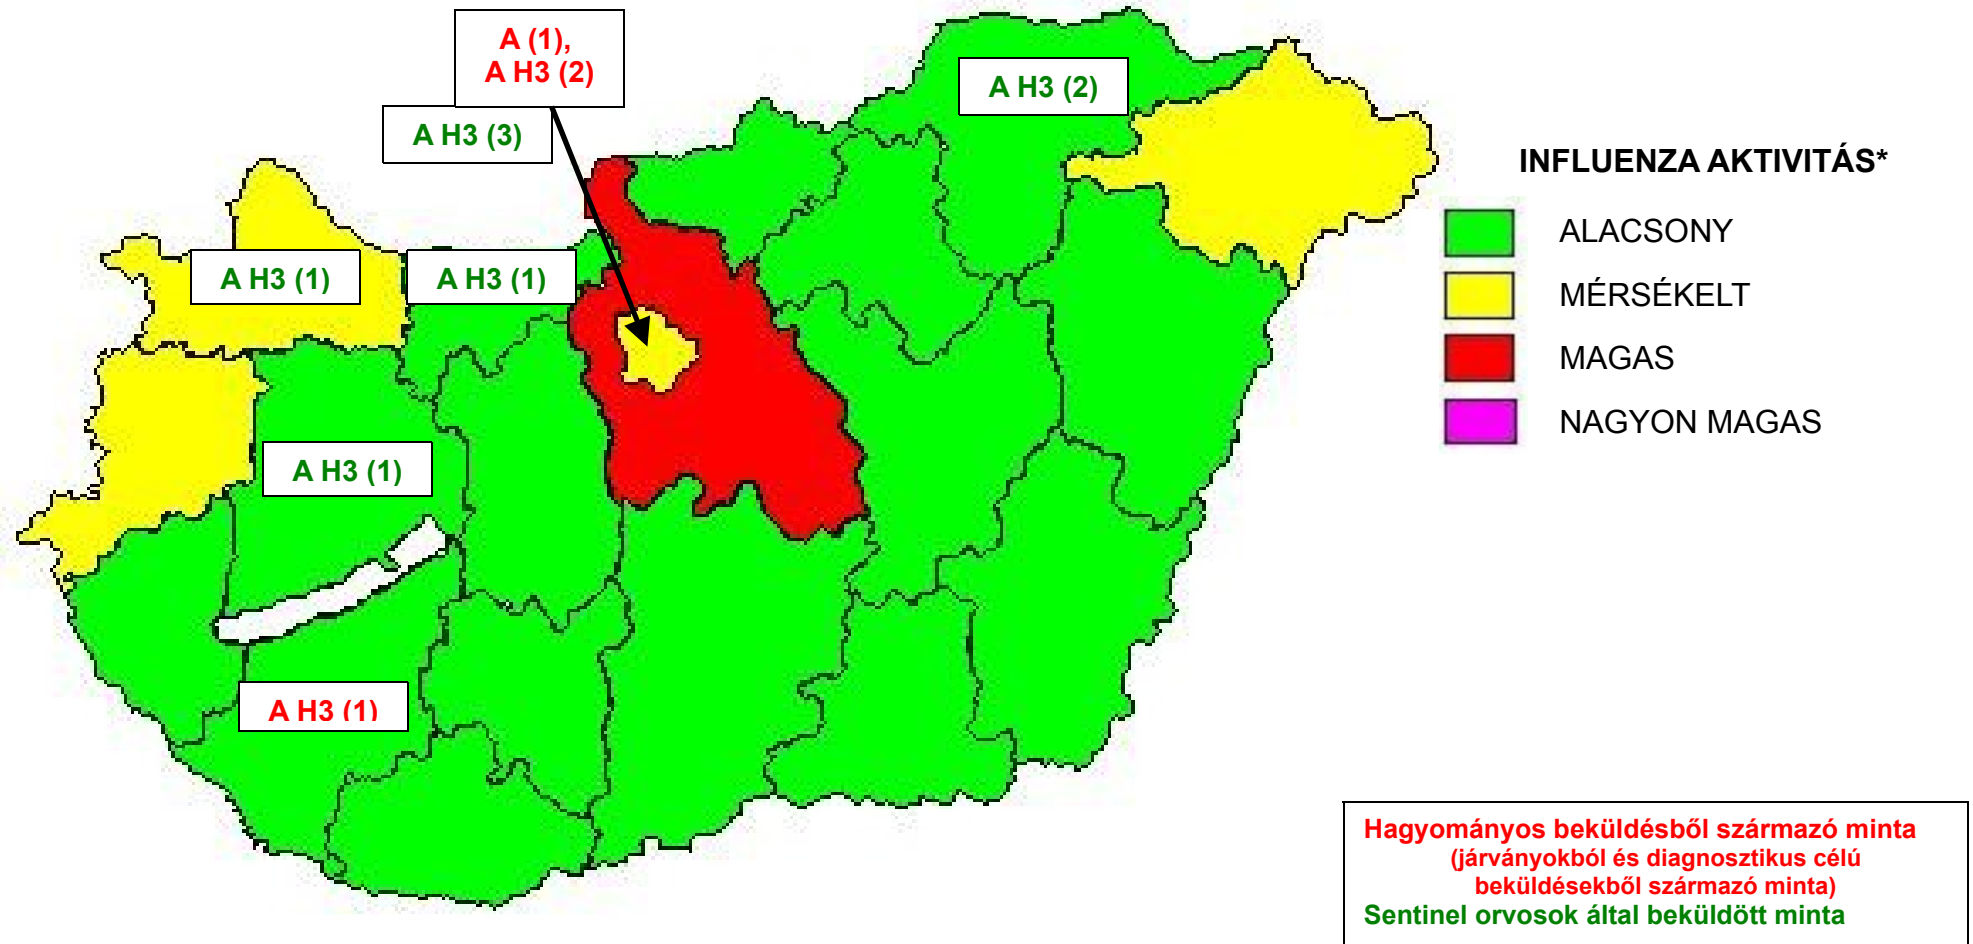 A (1),
A H3 (2)
A H3 (3)
A H3 (2)
A H3 (1)
A H3 (1)
A H3 (1)
A H3 (1)
INFLUENZA AKTIVITÁS*
ALACSONY
MÉRSÉKELT
MAGAS
NAGYON MAGAS
Hagyományos beküldésből származó minta
(járványokból és diagnosztikus célú
beküldésekből származó minta)
Sentinel orvosok által beküldött minta